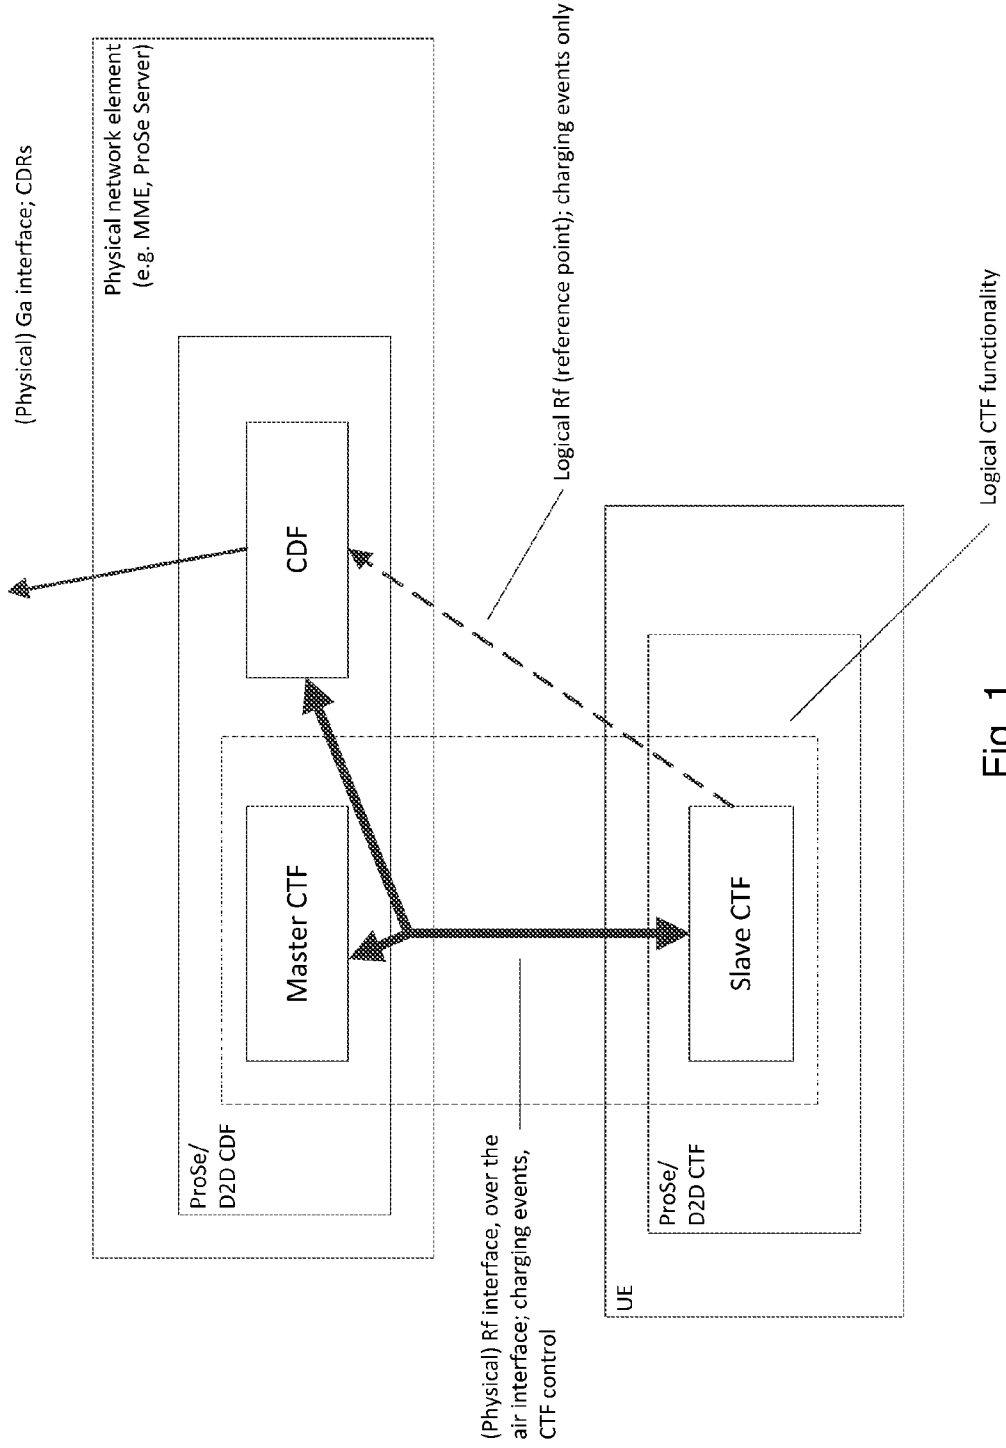 (Physical) Ga interface; CDRs
Physical network element
(e.g. MME, ProSe Server)
ProSe/
D2D CDF
Master CTF
CDF
(Physical) Rf interface, over the
air interface; charging events,
CTF control
Logical Rf (reference point); charging events only
UE
ProSe/
D2D CTF
Slave CTF
Logical CTF functionality
Fig. 1